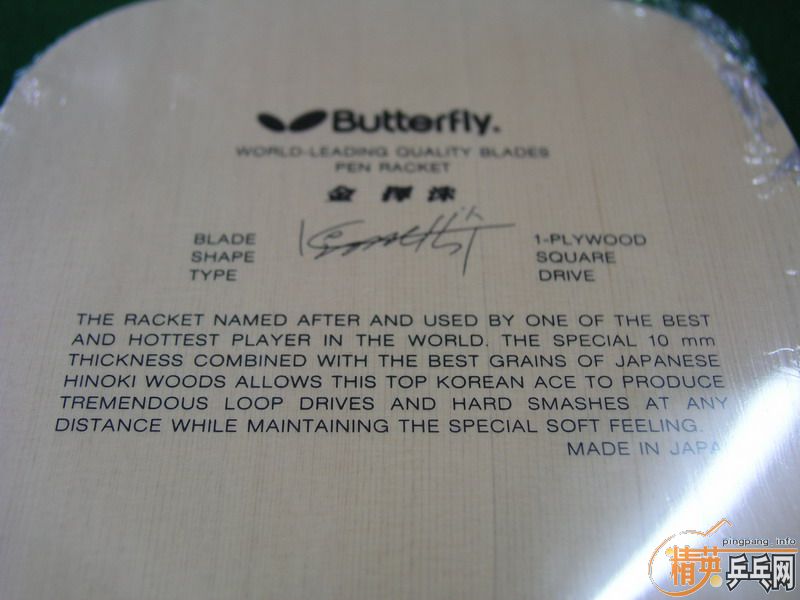 Butterfly.
WORLD-LEADING QUALITY BLADES
PEN RACKET
金擇洙
BLADE 1-PLYWOOD
SHAPE SQUARE
TYPE DRIVE
THE RACKET NAMED AFTER AND USED BY ONE OF THE BEST
AND HOTTEST PLAYER IN THE WORLD. THE SPECIAL 10 mm
THICKNESS COMBINED WITH THE BEST GRAINS OF JAPANESE
HINOKI WOODS ALLOWS THIS TOP KOREAN ACE TO PRODUCE
TREMENDOUS LOOP DRIVES AND HARD SMASHES AT ANY
DISTANCE WHILE MAINTAINING THE SPECIAL SOFT FEELING.
MADE IN JAPA
pingpang_info
精英乒乓网